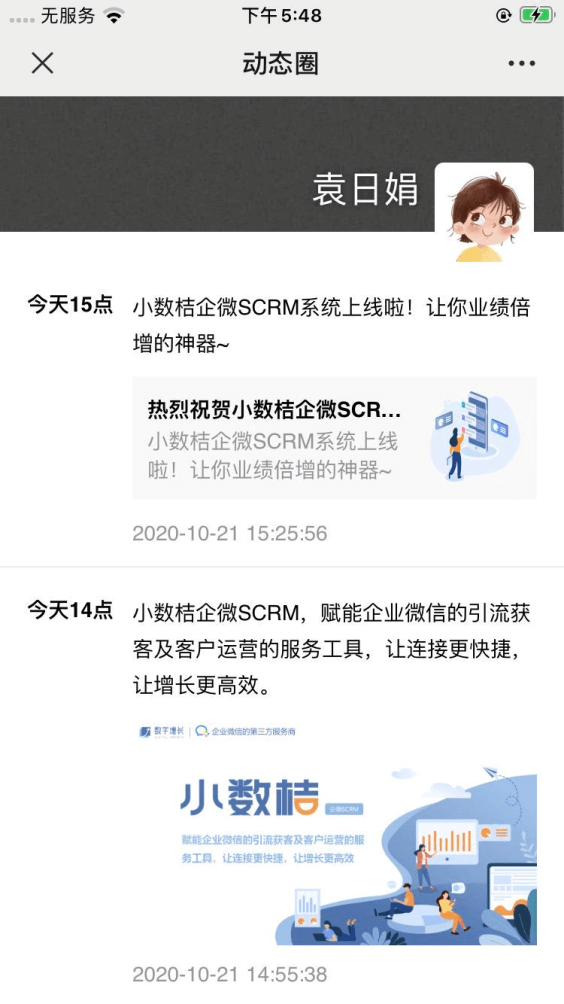 无服务
下午5:48
动态圈
袁日娟
今天15点
小数桔企微SCRM系统上线啦！让你业绩倍
增的神器~
热烈祝贺小数桔企微SCR...
小数桔企微SCRM系统上线
啦！让你业绩倍增的神器~
2020-10-21 15:25:56
今天14点
小数桔企微SCRM，赋能企业微信的引流获
客及客户运营的服务工具，让连接更快捷，
让增长更高效。
数字增长 | 企业微信的第三方服务商
小数桔 企微SCRM
赋能企业微信的引流获客及客户运营的服
务工具，让连接更快捷，让增长更高效
2020-10-21 14:55:38